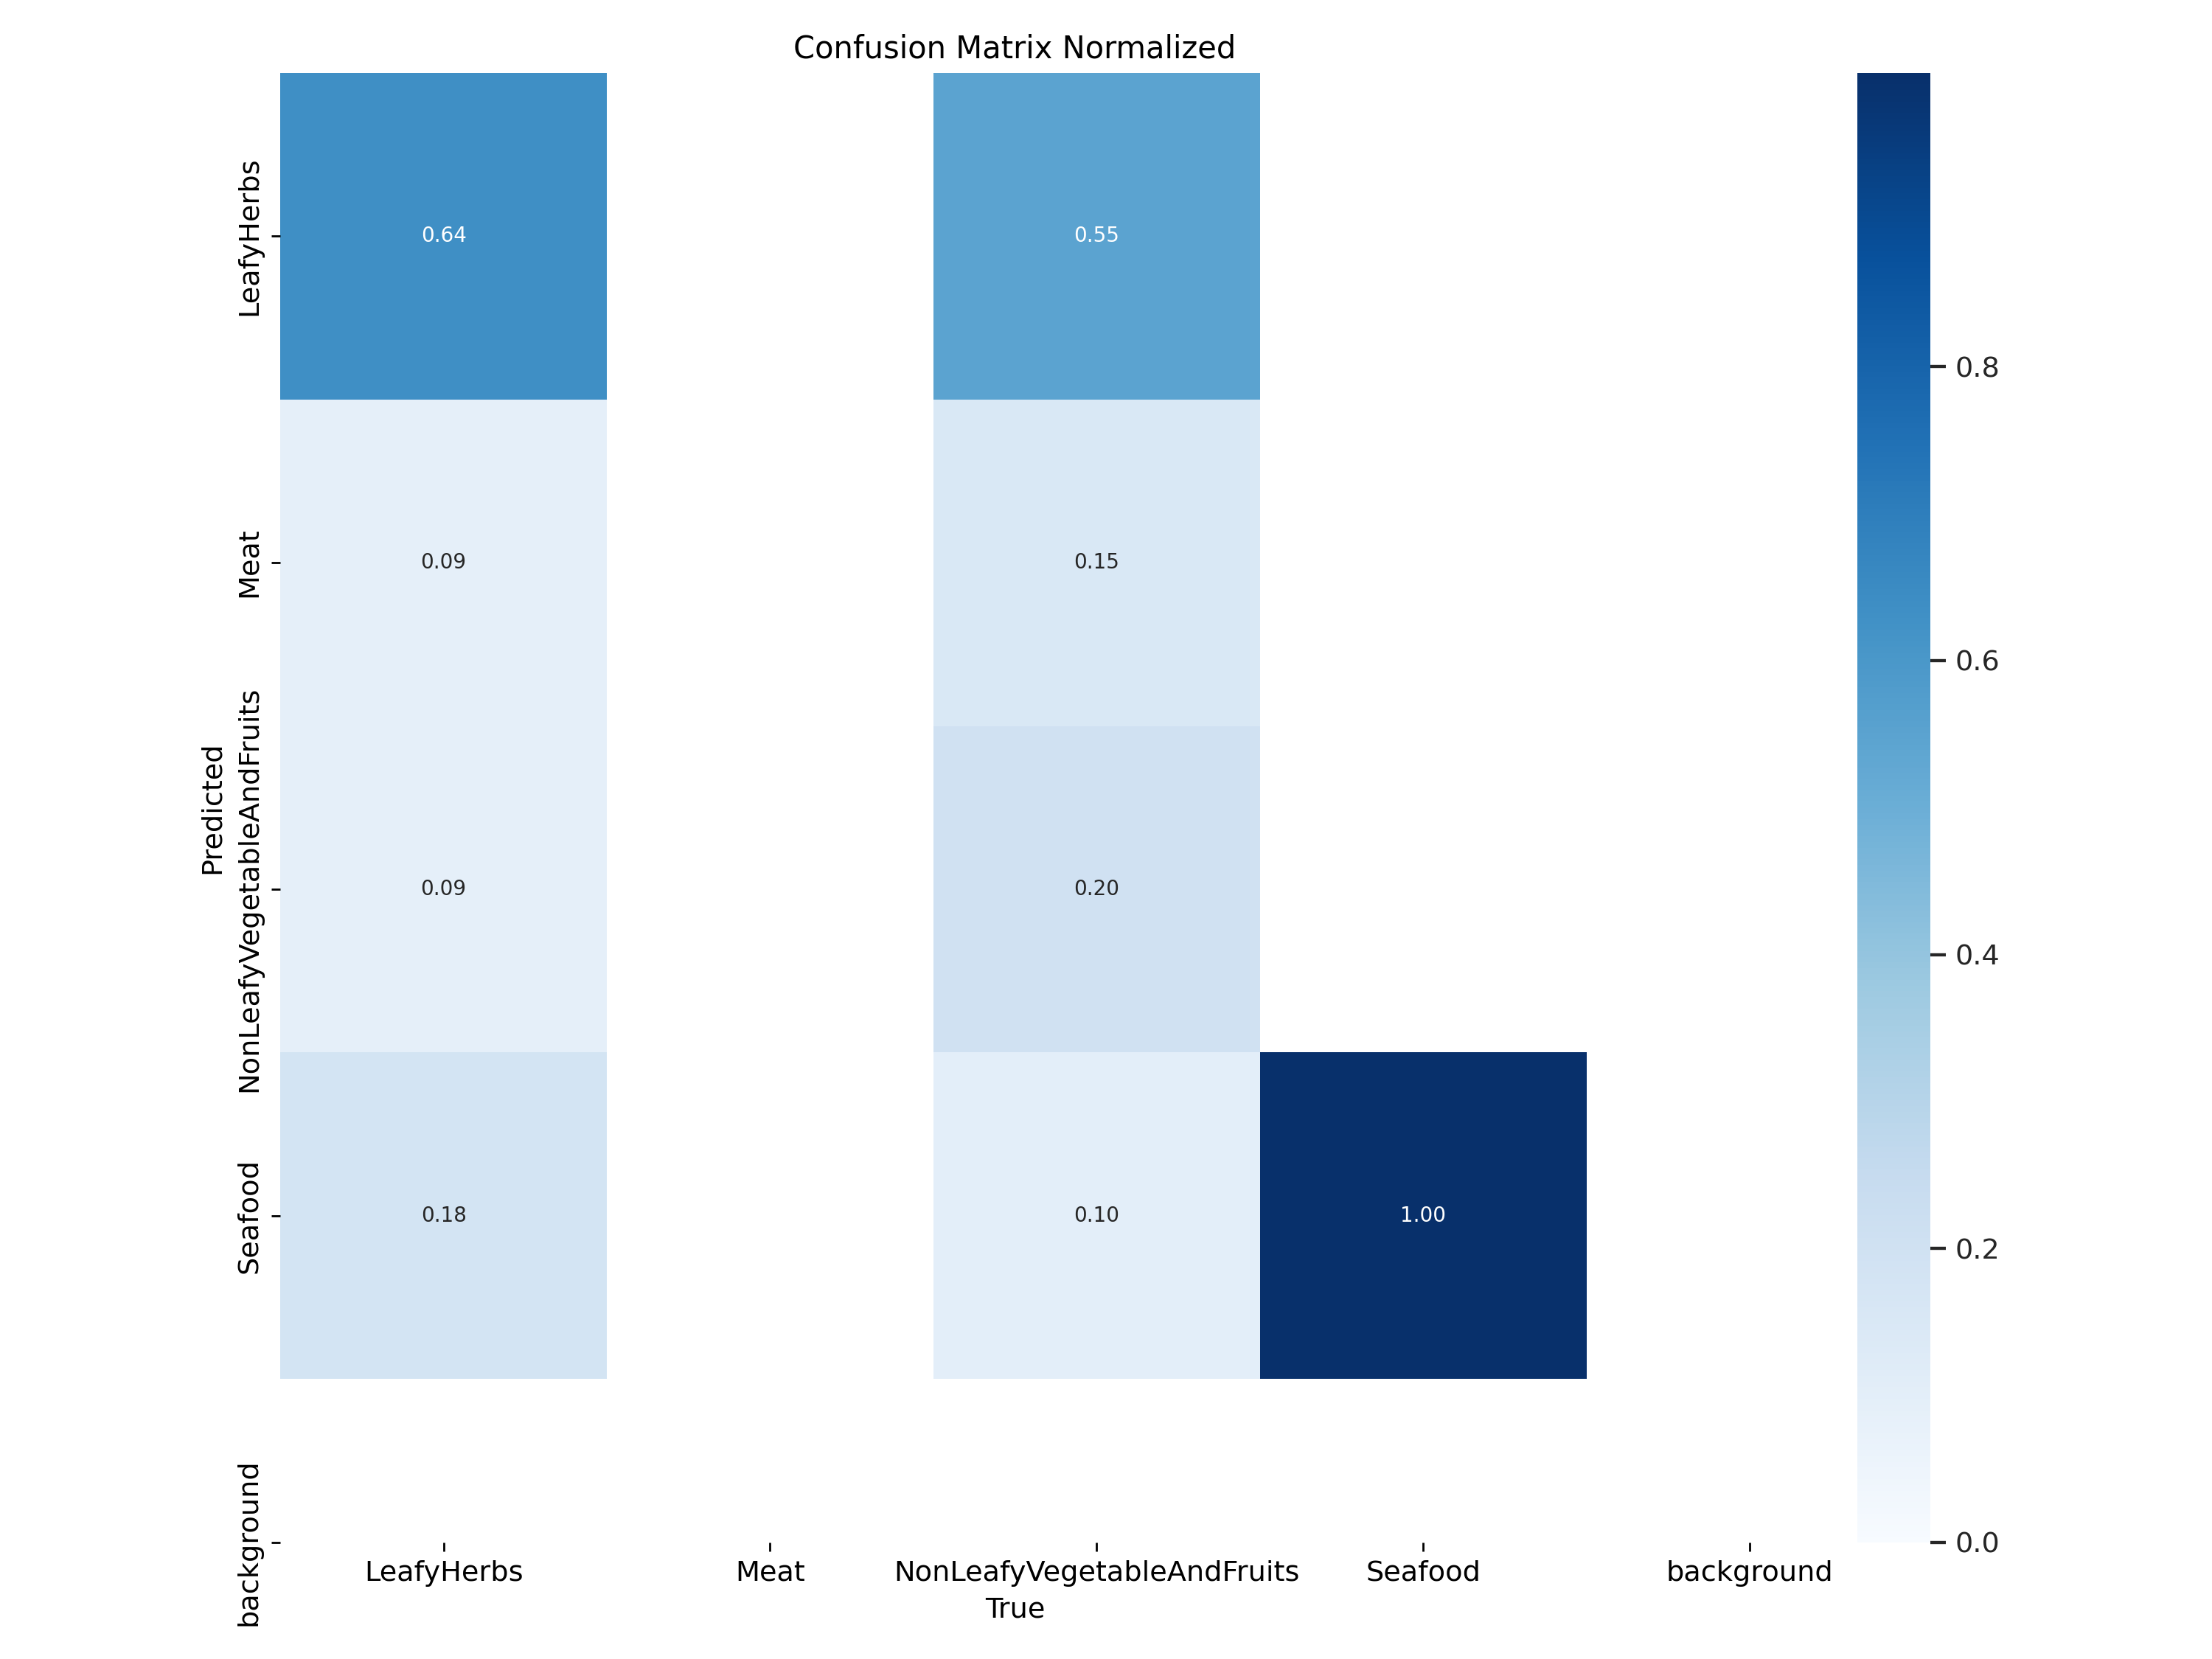 Confusion Matrix Normalized
Predicted
LeafyHerbs
Meat
NonLeafyVegetableAndFruits
Seafood
background
0.64
0.55
0.09
0.15
0.09
0.20
0.18
0.10
1.00
LeafyHerbs
Meat
NonLeafyVegetableAndFruits
Seafood
background
True
0.8
0.6
0.4
0.2
0.0